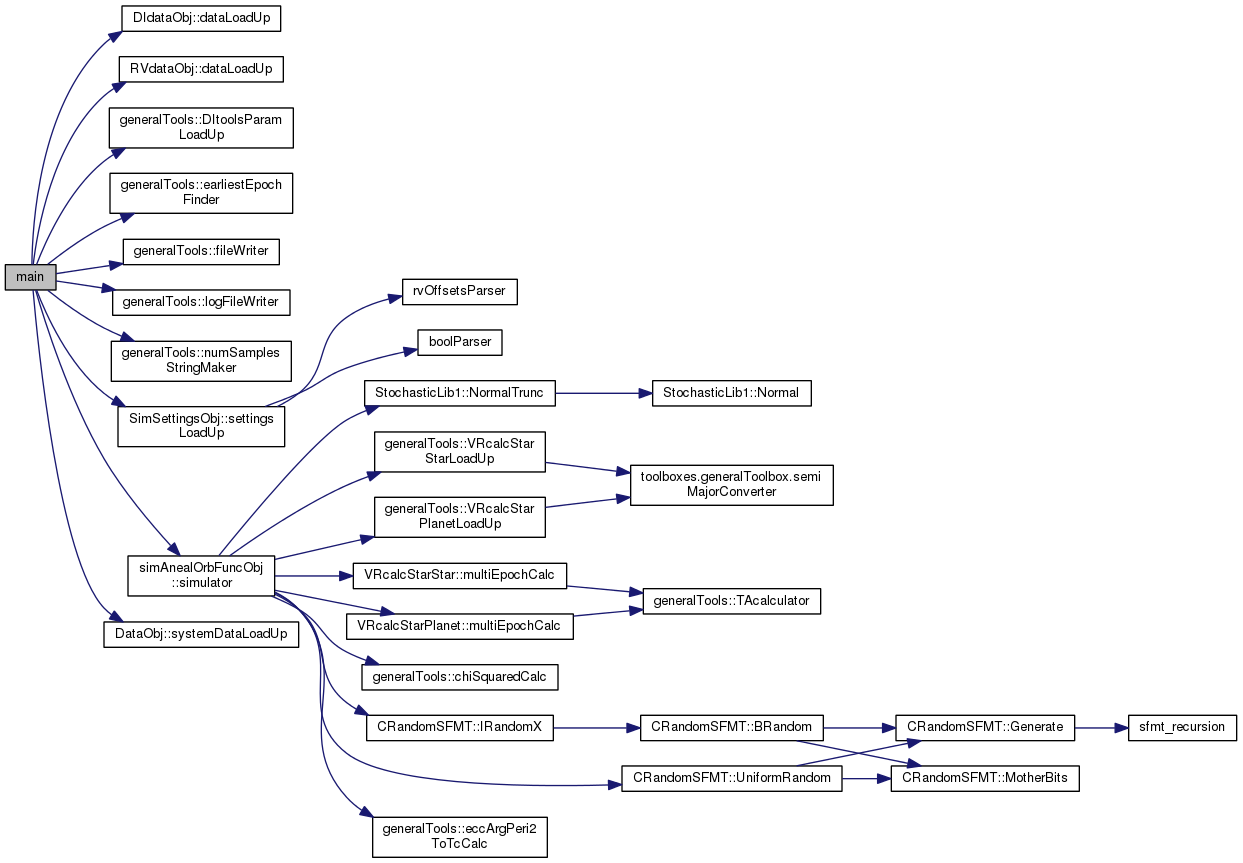 DIdataObj::dataLoadUp
RVdataObj::dataLoadUp
generalTools::DItoolsParam
LoadUp
generalTools::earliestEpoch
Finder
generalTools::fileWriter
main
generalTools::logFileWriter
generalTools::numSamples
StringMaker
SimSettingsObj::settings
LoadUp
rvOffsetsParser
boolParser
simAnealOrbFuncObj
::simulator
DataObj::systemDataLoadUp
StochasticLib1::NormalTrunc
StochasticLib1::Normal
generalTools::VRcalcStar
StarLoadUp
generalTools::VRcalcStar
PlanetLoadUp
toolboxes.generalToolbox.semi
MajorConverter
VRcalcStarStar::multiEpochCalc
VRcalcStarPlanet::multiEpochCalc
generalTools::TAcalculator
generalTools::chiSquaredCalc
CRandomSFMT::IRandomX
CRandomSFMT::BRandom
CRandomSFMT::Generate
sfmt_recursion
CRandomSFMT::UniformRandom
CRandomSFMT::MotherBits
generalTools::eccArgPeri2
ToTcCalc